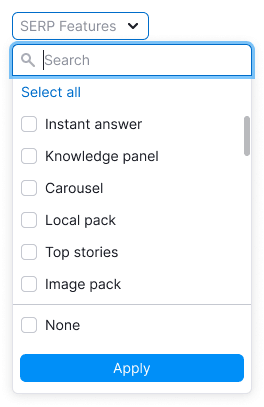 SERP Features
Search
Select all
Instant answer
Knowledge panel
Carousel
Local pack
Top stories
Image pack
None
Apply